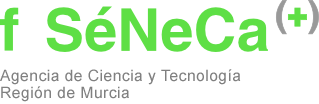 f SéNeCa(+)
Agencia de Ciencia y Tecnología
Región de Murcia